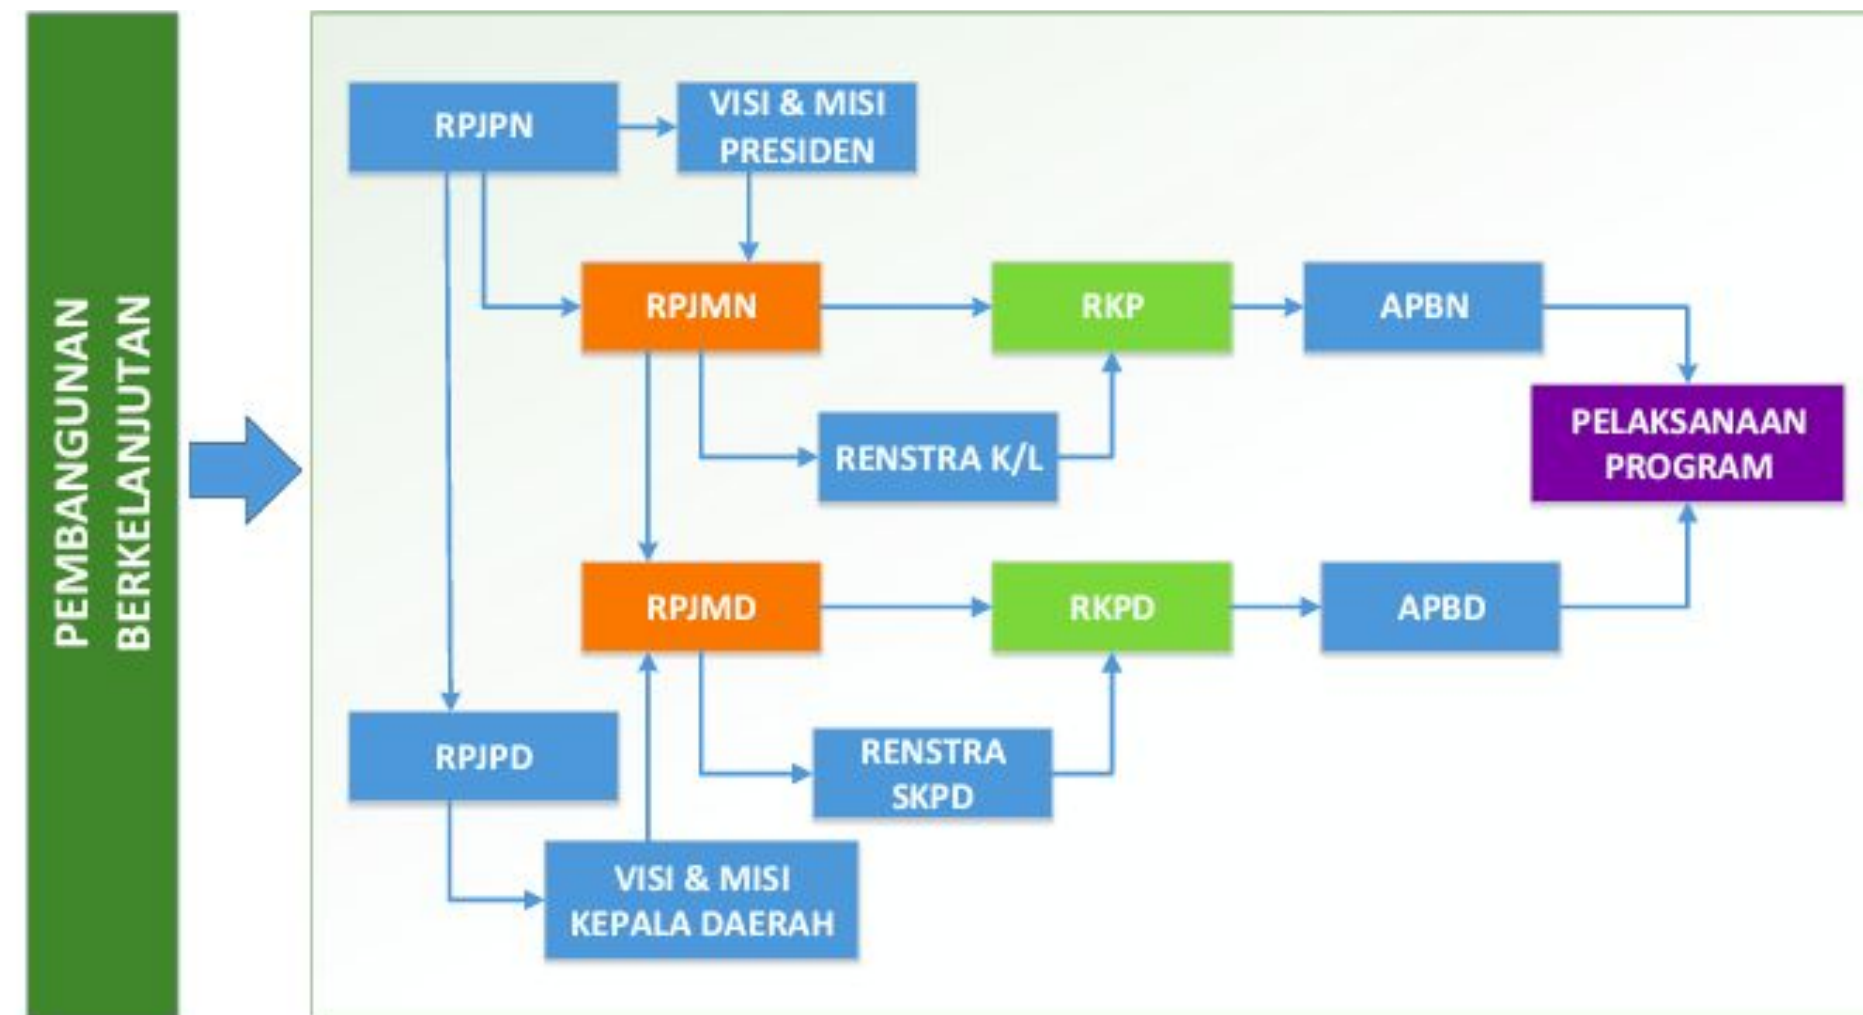 PEMBANGUNAN
BERKELANJUTAN
RPJPN
VISI & MISI
PRESIDEN
RPJMN
RKP
APBN
RENSTRA K/L
PELAKSANAAN
PROGRAM
RPJMD
RKPD
APBD
RPJPD
RENSTRA
SKPD
VISI & MISI
KEPALA DAERAH